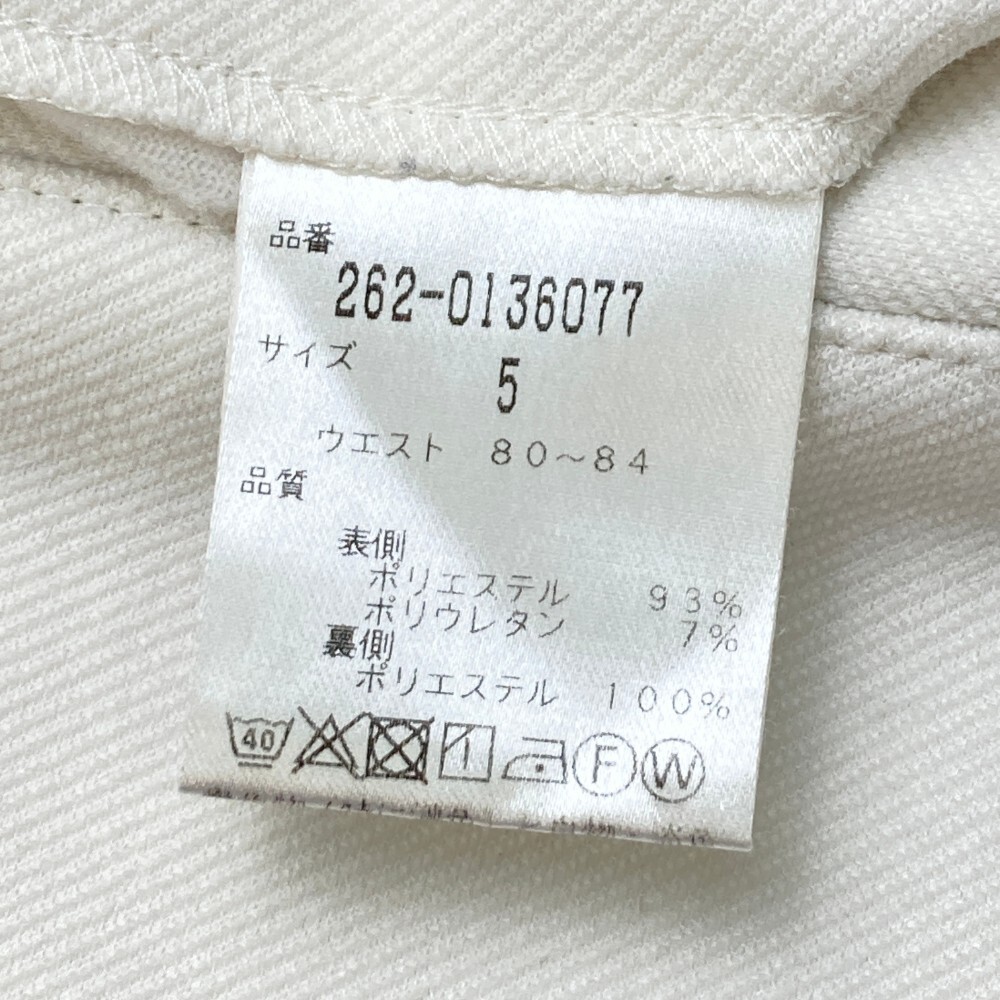 品番
262-0136077
サイズ
5
ウエスト 80~84
品質
表側
ポリエステル 93%
ポリウレタン 7%
裏側
ポリエステル 100%
40 F W